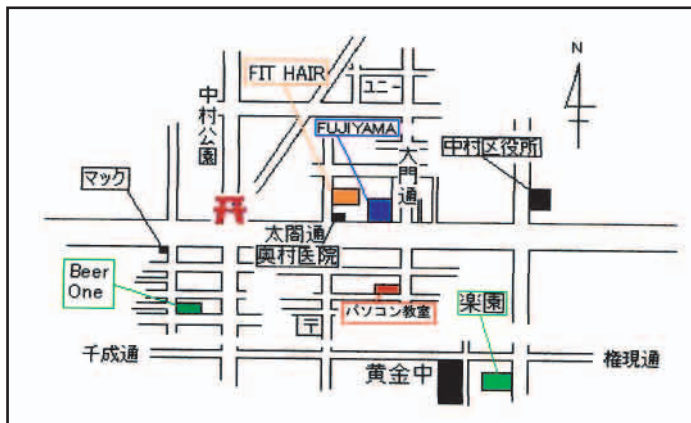 N
FIT HAIR
ユニー
中村公園
FUJIYAMA
大門通
中村区役所
マック
太閤通
奥村医院
Beer
One
パソコン教室
楽園
〒
千成通
黄金中
権現通